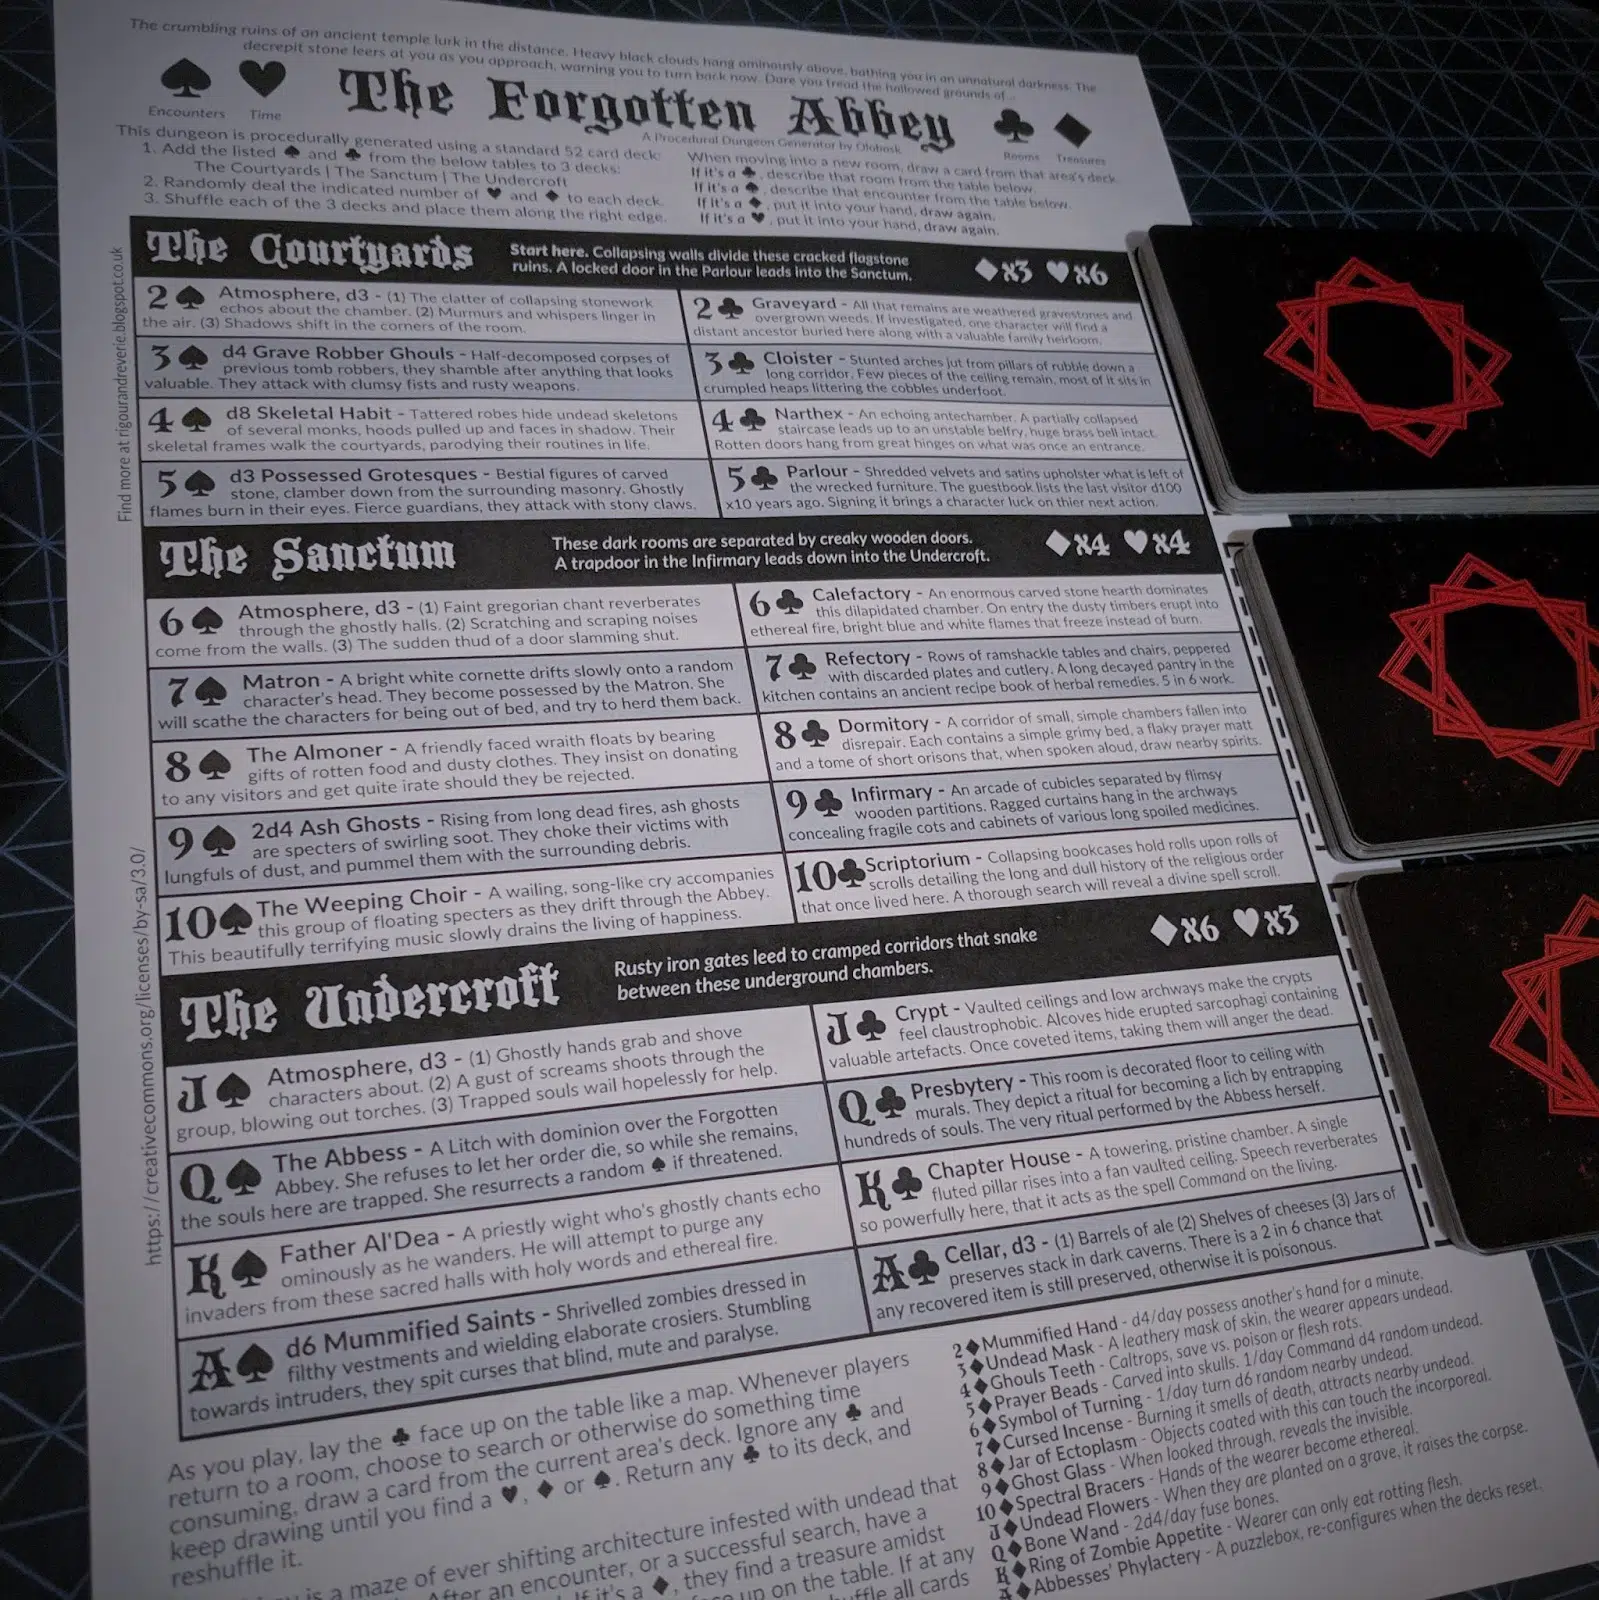 The crumbling ruins of an ancient temple lurk in the distance. Heavy black clouds hang ominously above, bathing you in an unnatural darkness. The
decrepit stone leers at you as you approach, warning you to turn back now. Dare you tread the hallowed grounds of...
♠ ♥ The Forgotten Abbey ♣ ♦
Encounters Time
A Procedural Dungeon Generator by Olobosk
Rooms Treasures
This dungeon is procedurally generated using a standard 52 card deck:
1. Add the listed ♠ and ♣ from the below tables to 3 decks:
The Courtyards | The Sanctum | The Undercroft
2. Randomly deal the indicated number of ♥ and ♦ to each deck.
3. Shuffle each of the 3 decks and place them along the right edge.
When moving into a new room, draw a card from that area's deck.
If it's a ♣, describe that room from the table below.
If it's a ♠, describe that encounter from the table below.
If it's a ♦, put it into your hand, draw again.
If it's a ♥, put it into your hand, draw again.
Find more at rigourandreverie.blogspot.co.uk
https://creativecommons.org/licenses/by-sa/3.0/
The Courtyards
Start here. Collapsing walls divide these cracked flagstone
ruins. A locked door in the Parlour leads into the Sanctum.
♦x3 ♥x6
2♠ Atmosphere, d3 - (1) The clatter of collapsing stonework
echos about the chamber. (2) Murmurs and whispers linger in
the air. (3) Shadows shift in the corners of the room.
2♣ Graveyard - All that remains are weathered gravestones and
overgrown weeds. If investigated, one character will find a
distant ancestor buried here along with a valuable family heirloom.
3♠ d4 Grave Robber Ghouls - Half-decomposed corpses of
previous tomb robbers, they shamble after anything that looks
valuable. They attack with clumsy fists and rusty weapons.
3♣ Cloister - Stunted arches jut from pillars of rubble down a
long corridor. Few pieces of the ceiling remain, most of it sits in
crumpled heaps littering the cobbles underfoot.
4♠ d8 Skeletal Habit - Tattered robes hide undead skeletons
of several monks, hoods pulled up and faces in shadow. Their
skeletal frames walk the courtyards, parodying their routines in life.
4♣ Narthex - An echoing antechamber. A partially collapsed
staircase leads up to an unstable belfry, huge brass bell intact.
Rotten doors hang from great hinges on what was once an entrance.
5♠ d3 Possessed Grotesques - Bestial figures of carved
stone, clamber down from the surrounding masonry. Ghostly
flames burn in their eyes. Fierce guardians, they attack with stony claws.
5♣ Parlour - Shredded velvets and satins upholster what is left of
the wrecked furniture. The guestbook lists the last visitor d100
x10 years ago. Signing it brings a character luck on thier next action.
The Sanctum
These dark rooms are separated by creaky wooden doors.
A trapdoor in the Infirmary leads down into the Undercroft.
♦x4 ♥x4
6♠ Atmosphere, d3 - (1) Faint gregorian chant reverberates
through the ghostly halls. (2) Scratching and scraping noises
come from the walls. (3) The sudden thud of a door slamming shut.
6♣ Calefactory - An enormous carved stone hearth dominates
this dilapidated chamber. On entry the dusty timbers erupt into
ethereal fire, bright blue and white flames that freeze instead of burn.
7♠ Matron - A bright white cornette drifts slowly onto a random
character's head. They become possessed by the Matron. She
will scathe the characters for being out of bed, and try to herd them back.
7♣ Refectory - Rows of ramshackle tables and chairs, peppered
with discarded plates and cutlery. A long decayed pantry in the
kitchen contains an ancient recipe book of herbal remedies, 5 in 6 work.
8♠ The Almoner - A friendly faced wraith floats by bearing
gifts of rotten food and dusty clothes. They insist on donating
to any visitors and get quite irate should they be rejected.
8♣ Dormitory - A corridor of small, simple chambers fallen into
disrepair. Each contains a simple grimy bed, a flaky prayer matt
and a tome of short orisons that, when spoken aloud, draw nearby spirits.
9♠ 2d4 Ash Ghosts - Rising from long dead fires, ash ghosts
are specters of swirling soot. They choke their victims with
lungfuls of dust, and pummel them with the surrounding debris.
9♣ Infirmary - An arcade of cubicles separated by flimsy
wooden partitions. Ragged curtains hang in the archways
concealing fragile cots and cabinets of various long spoiled medicines.
10♠ The Weeping Choir - A wailing, song-like cry accompanies
this group of floating specters as they drift through the Abbey.
This beautifully terrifying music slowly drains the living of happiness.
10♣ Scriptorium - Collapsing bookcases hold rolls upon rolls of
scrolls detailing the long and dull history of the religious order
that once lived here. A thorough search will reveal a divine spell scroll.
The Undercroft
Rusty iron gates leed to cramped corridors that snake
between these underground chambers.
♦x6 ♥x3
J♠ Atmosphere, d3 - (1) Ghostly hands grab and shove
characters about. (2) A gust of screams shoots through the
group, blowing out torches. (3) Trapped souls wail hopelessly for help.
J♣ Crypt - Vaulted ceilings and low archways make the crypts
feel claustrophobic. Alcoves hide erupted sarcophagi containing
valuable artefacts. Once coveted items, taking them will anger the dead.
Q♠ The Abbess - A Litch with dominion over the Forgotten
Abbey. She refuses to let her order die, so while she remains,
the souls here are trapped. She resurrects a random ♠ if threatened.
Q♣ Presbytery - This room is decorated floor to ceiling with
murals. They depict a ritual for becoming a lich by entrapping
hundreds of souls. The very ritual performed by the Abbess herself.
K♠ Father Al'Dea - A priestly wight who's ghostly chants echo
ominously as he wanders. He will attempt to purge any
invaders from these sacred halls with holy words and ethereal fire.
K♣ Chapter House - A towering, pristine chamber. A single
fluted pillar rises into a fan vaulted ceiling. Speech reverberates
so powerfully here, that it acts as the spell Command on the living.
A♠ d6 Mummified Saints - Shrivelled zombies dressed in
filthy vestments and wielding elaborate crosiers. Stumbling
towards intruders, they spit curses that blind, mute and paralyse.
A♣ Cellar, d3 - (1) Barrels of ale (2) Shelves of cheeses (3) Jars of
preserves stack in dark caverns. There is a 2 in 6 chance that
any recovered item is still preserved, otherwise it is poisonous.
As you play, lay the ♣ face up on the table like a map. Whenever players
return to a room, choose to search or otherwise do something time
consuming, draw a card from the current area's deck. Ignore any ♣ and
keep drawing until you find a ♥, ♦ or ♠. Return any ♣ to its deck, and
reshuffle it.
is a maze of ever shifting architecture infested with undead that
After an encounter, or a successful search, have a
If it's a ♦, they find a treasure amidst
up on the table. If at any
all cards
2♦Mummified Hand - d4/day possess another's hand for a minute.
3♦Undead Mask - A leathery mask of skin, the wearer appears undead.
4♦Ghouls Teeth - Caltrops, save vs. poison or flesh rots.
5♦Prayer Beads - Carved into skulls. 1/day Command d4 random undead.
6♦Symbol of Turning - 1/day turn d6 random nearby undead.
7♦Cursed Incense - Burning it smells of death, attracts nearby undead.
8♦Jar of Ectoplasm - Objects coated with this can touch the incorporeal.
9♦Ghost Glass - When looked through, reveals the invisible.
10♦Spectral Bracers - Hands of the wearer become ethereal.
J♦Undead Flowers - When they are planted on a grave, it raises the corpse.
Q♦Bone Wand - 2d4/day fuse bones.
K♦Ring of Zombie Appetite - Wearer can only eat rotting flesh.
A♦Abbesses' Phylactery - A puzzlebox, re-configures when the decks reset.